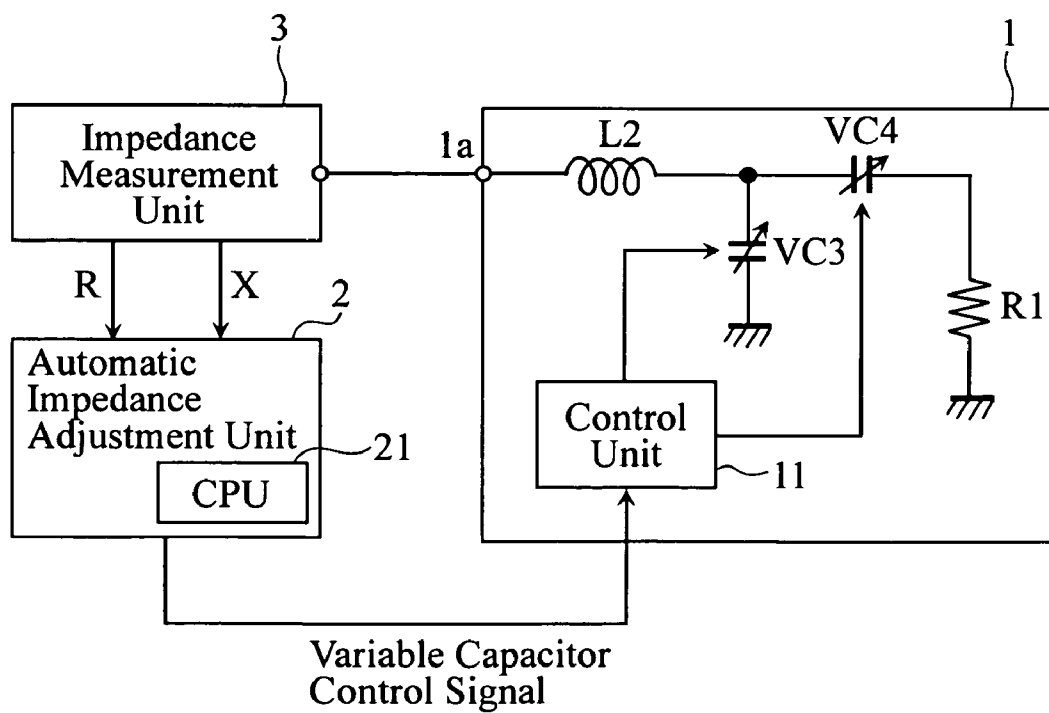 3
1
Impedance
Measurement
Unit
1a
L2
VC4
VC3
R
X
2
R1
Automatic
Impedance
Adjustment Unit
21
CPU
Control
Unit
11
Variable Capacitor
Control Signal